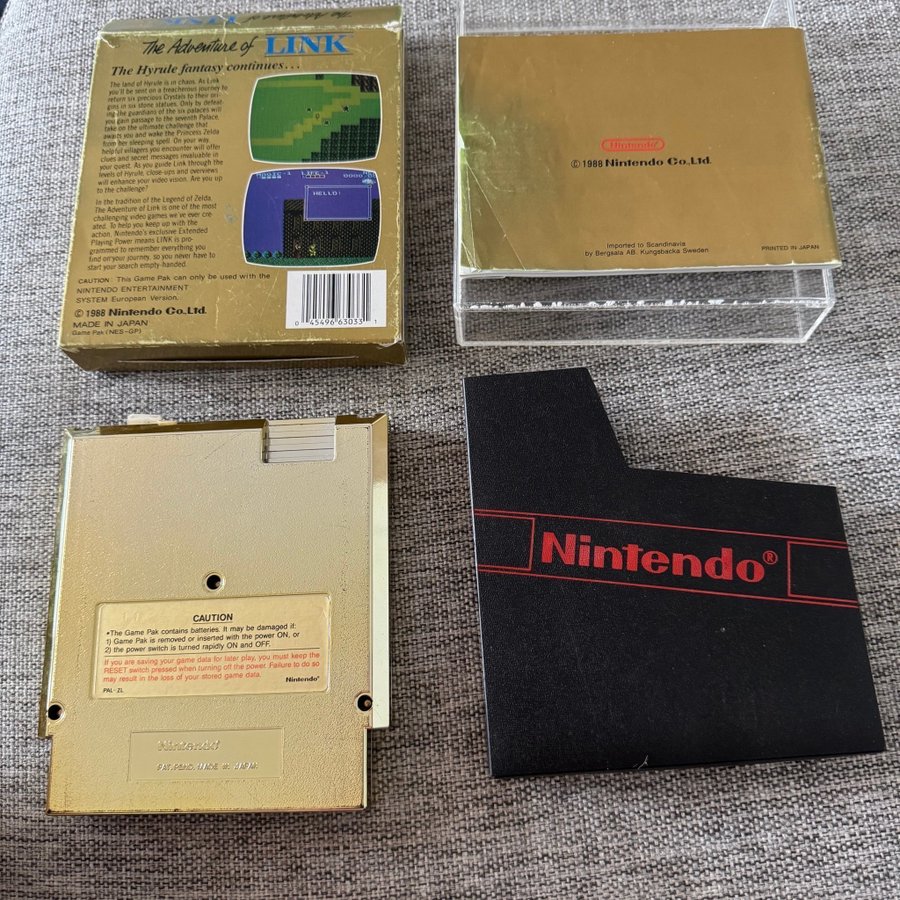 The Adventure of LINK
The Hyrule fantasy continues...
The land of Hyrule is in chaos. As Link
you'll be sent on a treacherous journey to
return six precious Crystals to their ori-
gins in six stone statues. Only by defeat-
ing the guardians of the six palaces will
you gain passage to the seventh Palace,
take on the ultimate challenge that
awaits you and wake the Princess Zelda
from her sleeping spell. On your way,
helpful villagers you encounter will offer
clues and secret messages invaluable in
your quest. As you guide Link through the
levels of Hyrule, close-ups and overviews
will enhance your video vision. Are you up
to the challenge?
In the tradition of the Legend of Zelda,
The Adventure of Link is one of the most
challenging video games we've ever cre-
ated. To help you keep up with the
action, Nintendo's exclusive Extended
Playing Power means LINK is pro-
grammed to remember everything you
find on your journey, so you never have to
start your search empty-handed.
HELLO!
CAUTION: This Game Pak can only be used with the
NINTENDO ENTERTAINMENT
SYSTEM European Version.
© 1988 Nintendo Co., Ltd.
MADE IN JAPAN
Game Pak (NES-GP)
0 45496 63033 1
Nintendo®
© 1988 Nintendo Co., Ltd.
Imported to Scandinavia
by Bergsala AB. Kungsbacka Sweden
PRINTED IN JAPAN
CAUTION
•The Game Pak contains batteries. It may be damaged if:
1) Game Pak is removed or inserted with the power ON, or
2) the power switch is turned rapidly ON and OFF.
If you are saving your game data for later play, you must keep the
RESET switch pressed when turning off the power. Failure to do so
may result in the loss of your stored game data.
PAL-ZL
Nintendo®
Nintendo®
PAT. PEND. MADE IN JAPAN
Nintendo®